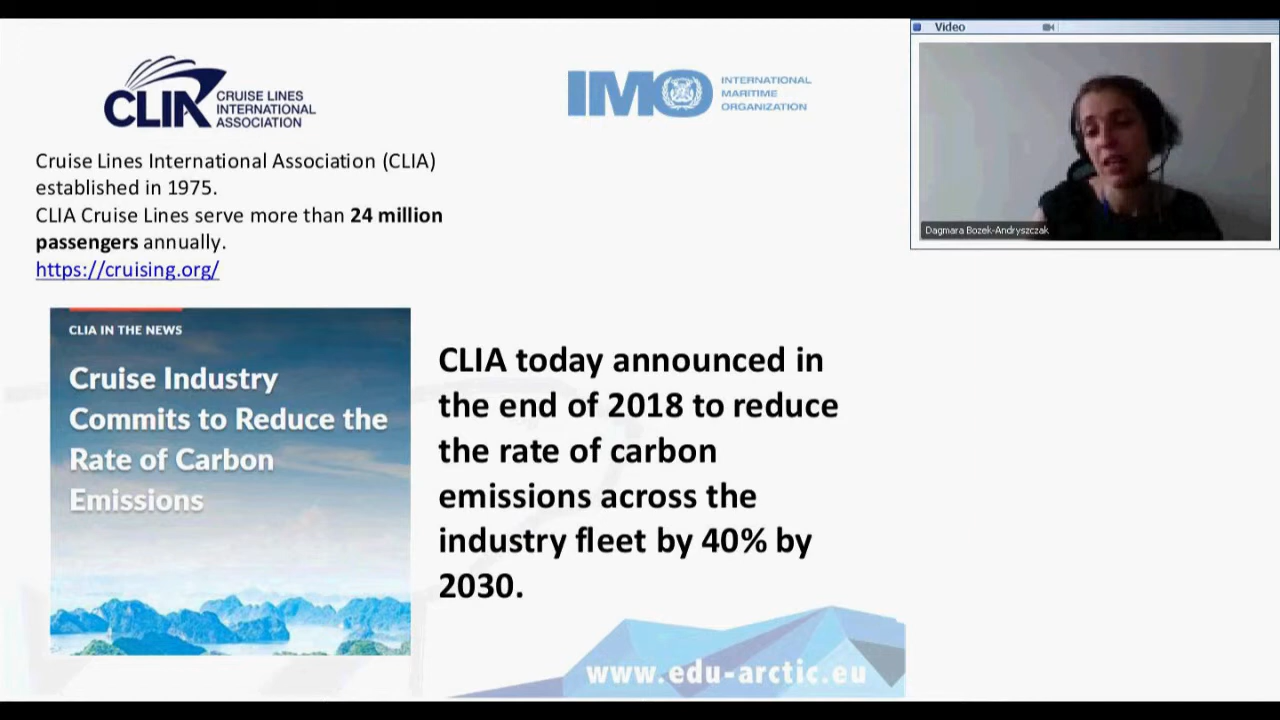 CLIA
CRUISE LINES
INTERNATIONAL
ASSOCIATION
IMO
INTERNATIONAL
MARITIME
ORGANIZATION
Cruise Lines International Association (CLIA)
established in 1975.
CLIA Cruise Lines serve more than 24 million
passengers annually.
https://cruising.org/
CLIA IN THE NEWS
Cruise Industry
Commits to Reduce the
Rate of Carbon
Emissions
CLIA today announced in
the end of 2018 to reduce
the rate of carbon
emissions across the
industry fleet by 40% by
2030.
www.edu-arctic.eu
Video
Dagmara Bozek-Andryszczak